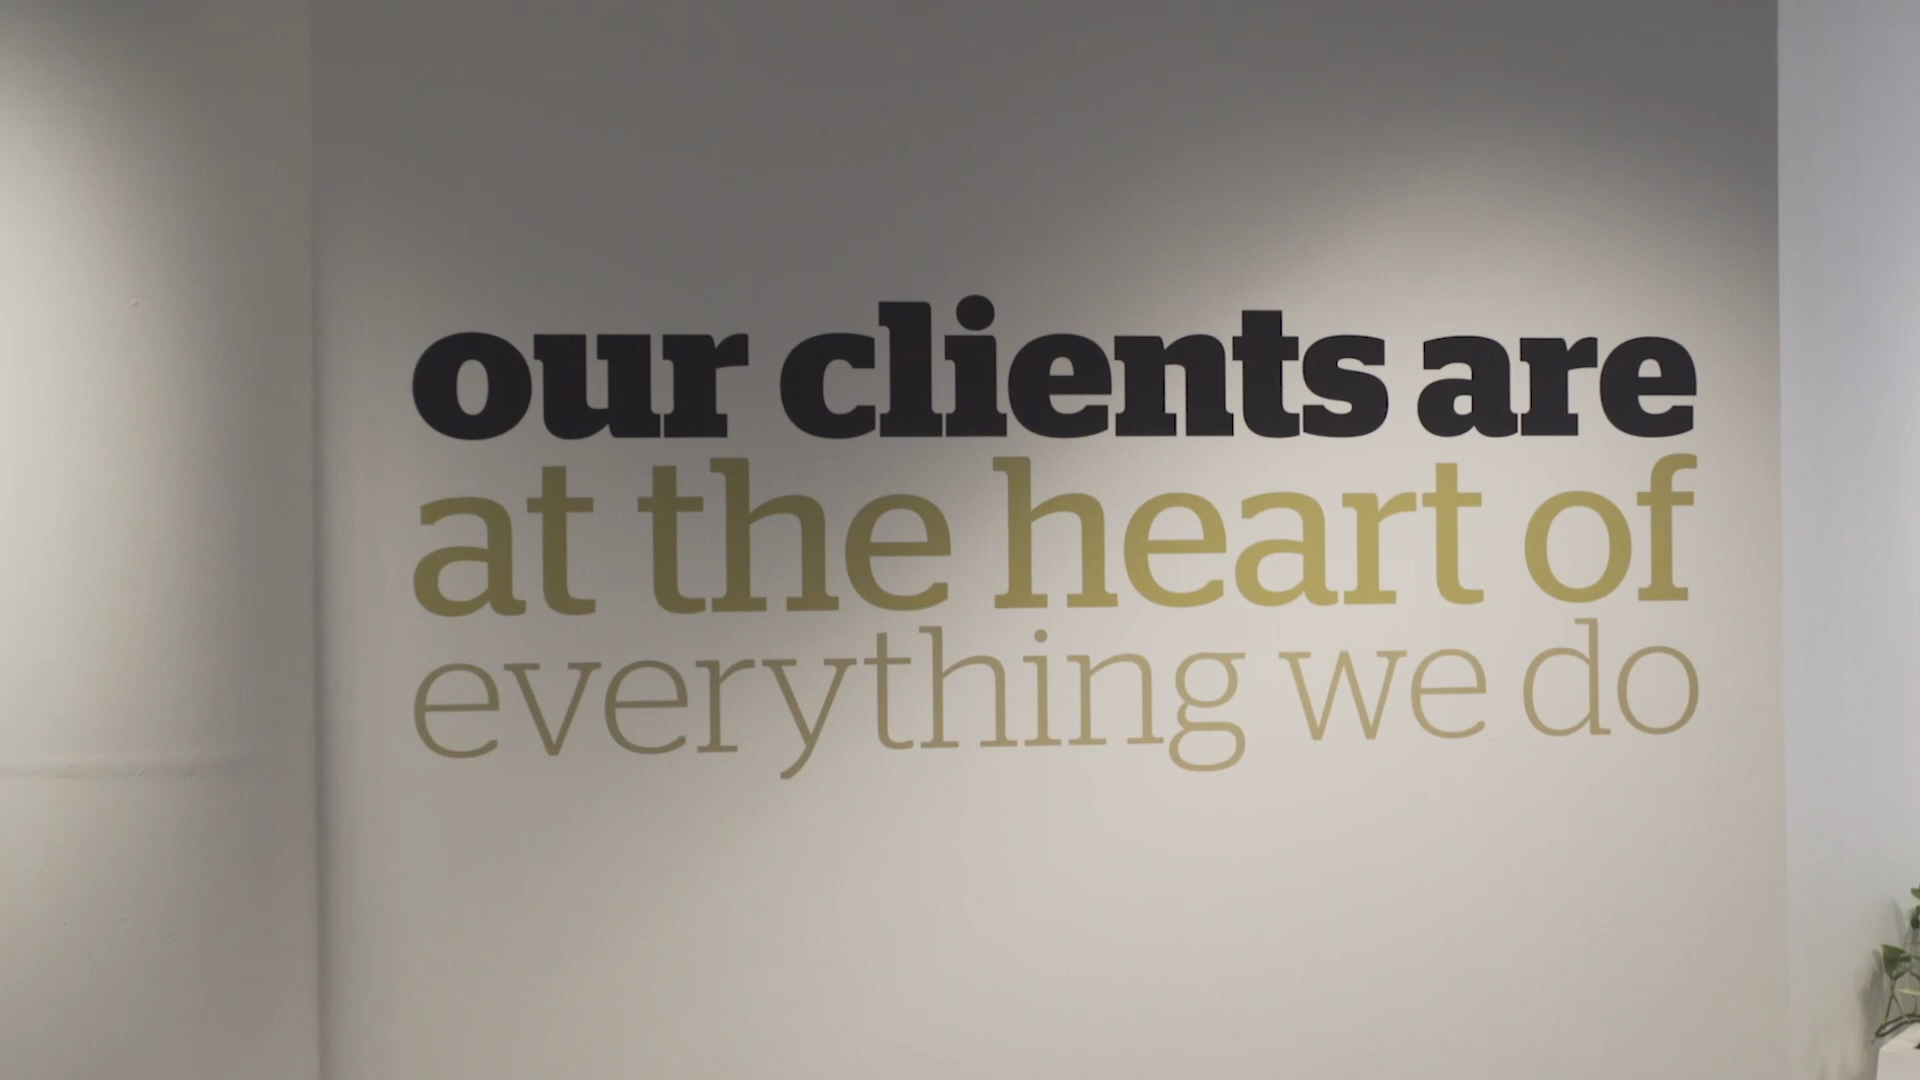 our clients are
at the heart of
everything we do